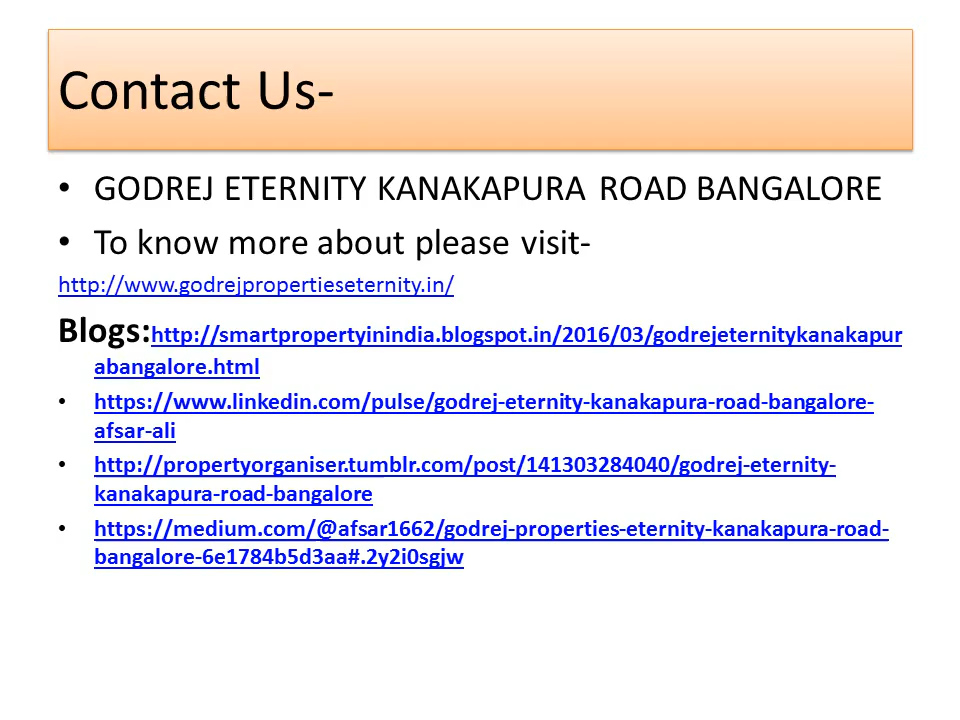 Contact Us-
• GODREJ ETERNITY KANAKAPURA ROAD BANGALORE
• To know more about please visit-
http://www.godrejpropertieseternity.in/
Blogs:http://smartpropertyinindia.blogspot.in/2016/03/godrejeternitykanakapur
abangalore.html
• https://www.linkedin.com/pulse/godrej-eternity-kanakapura-road-bangalore-
afsar-ali
• http://propertyorganiser.tumblr.com/post/141303284040/godrej-eternity-
kanakapura-road-bangalore
• https://medium.com/@afsar1662/godrej-properties-eternity-kanakapura-road-
bangalore-6e1784b5d3aa#.2y2i0sgjw